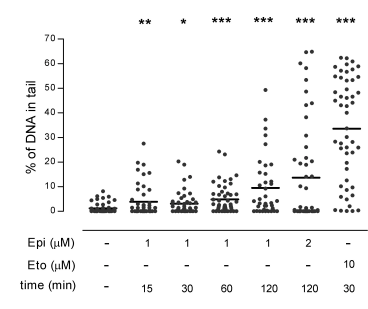 ** * *** *** *** ***
70
60
50
40
30
20
10
0
% of DNA in tail
Epi (μM) – 1 1 1 1 2 –
Eto (μM) – – – – – – 10
time (min) – 15 30 60 120 120 30